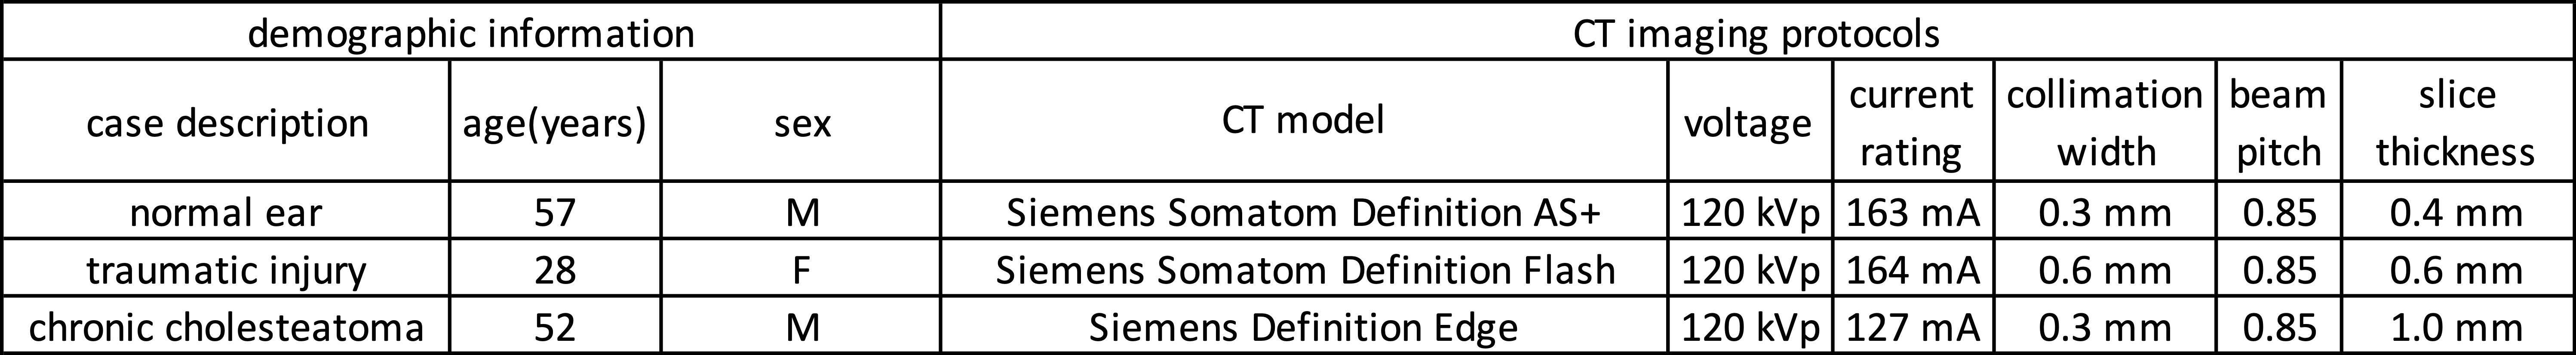 demographic information CT imaging protocols
case description age(years) sex CT model voltage current rating collimation width beam pitch slice thickness
normal ear 57 M Siemens Somatom Definition AS+ 120 kVp 163 mA 0.3 mm 0.85 0.4 mm
traumatic injury 28 F Siemens Somatom Definition Flash 120 kVp 164 mA 0.6 mm 0.85 0.6 mm
chronic cholesteatoma 52 M Siemens Definition Edge 120 kVp 127 mA 0.3 mm 0.85 1.0 mm